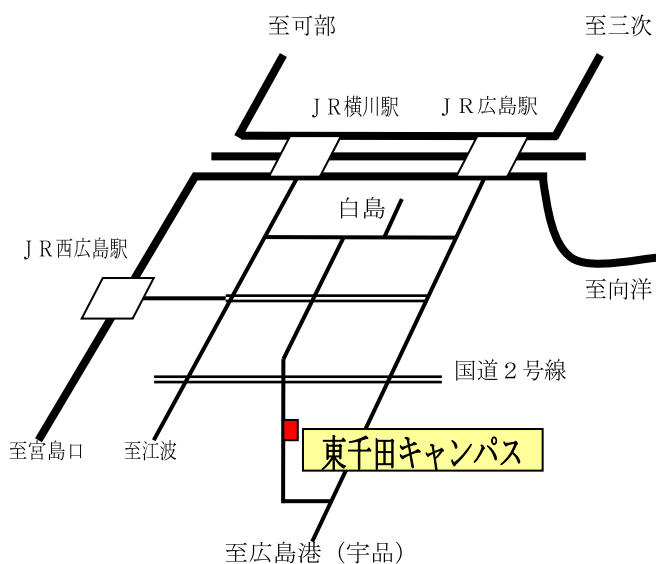 至可部
至三次
ＪＲ横川駅
ＪＲ広島駅
白島
ＪＲ西広島駅
至向洋
国道２号線
東千田キャンパス
至宮島口
至江波
至広島港（宇品）